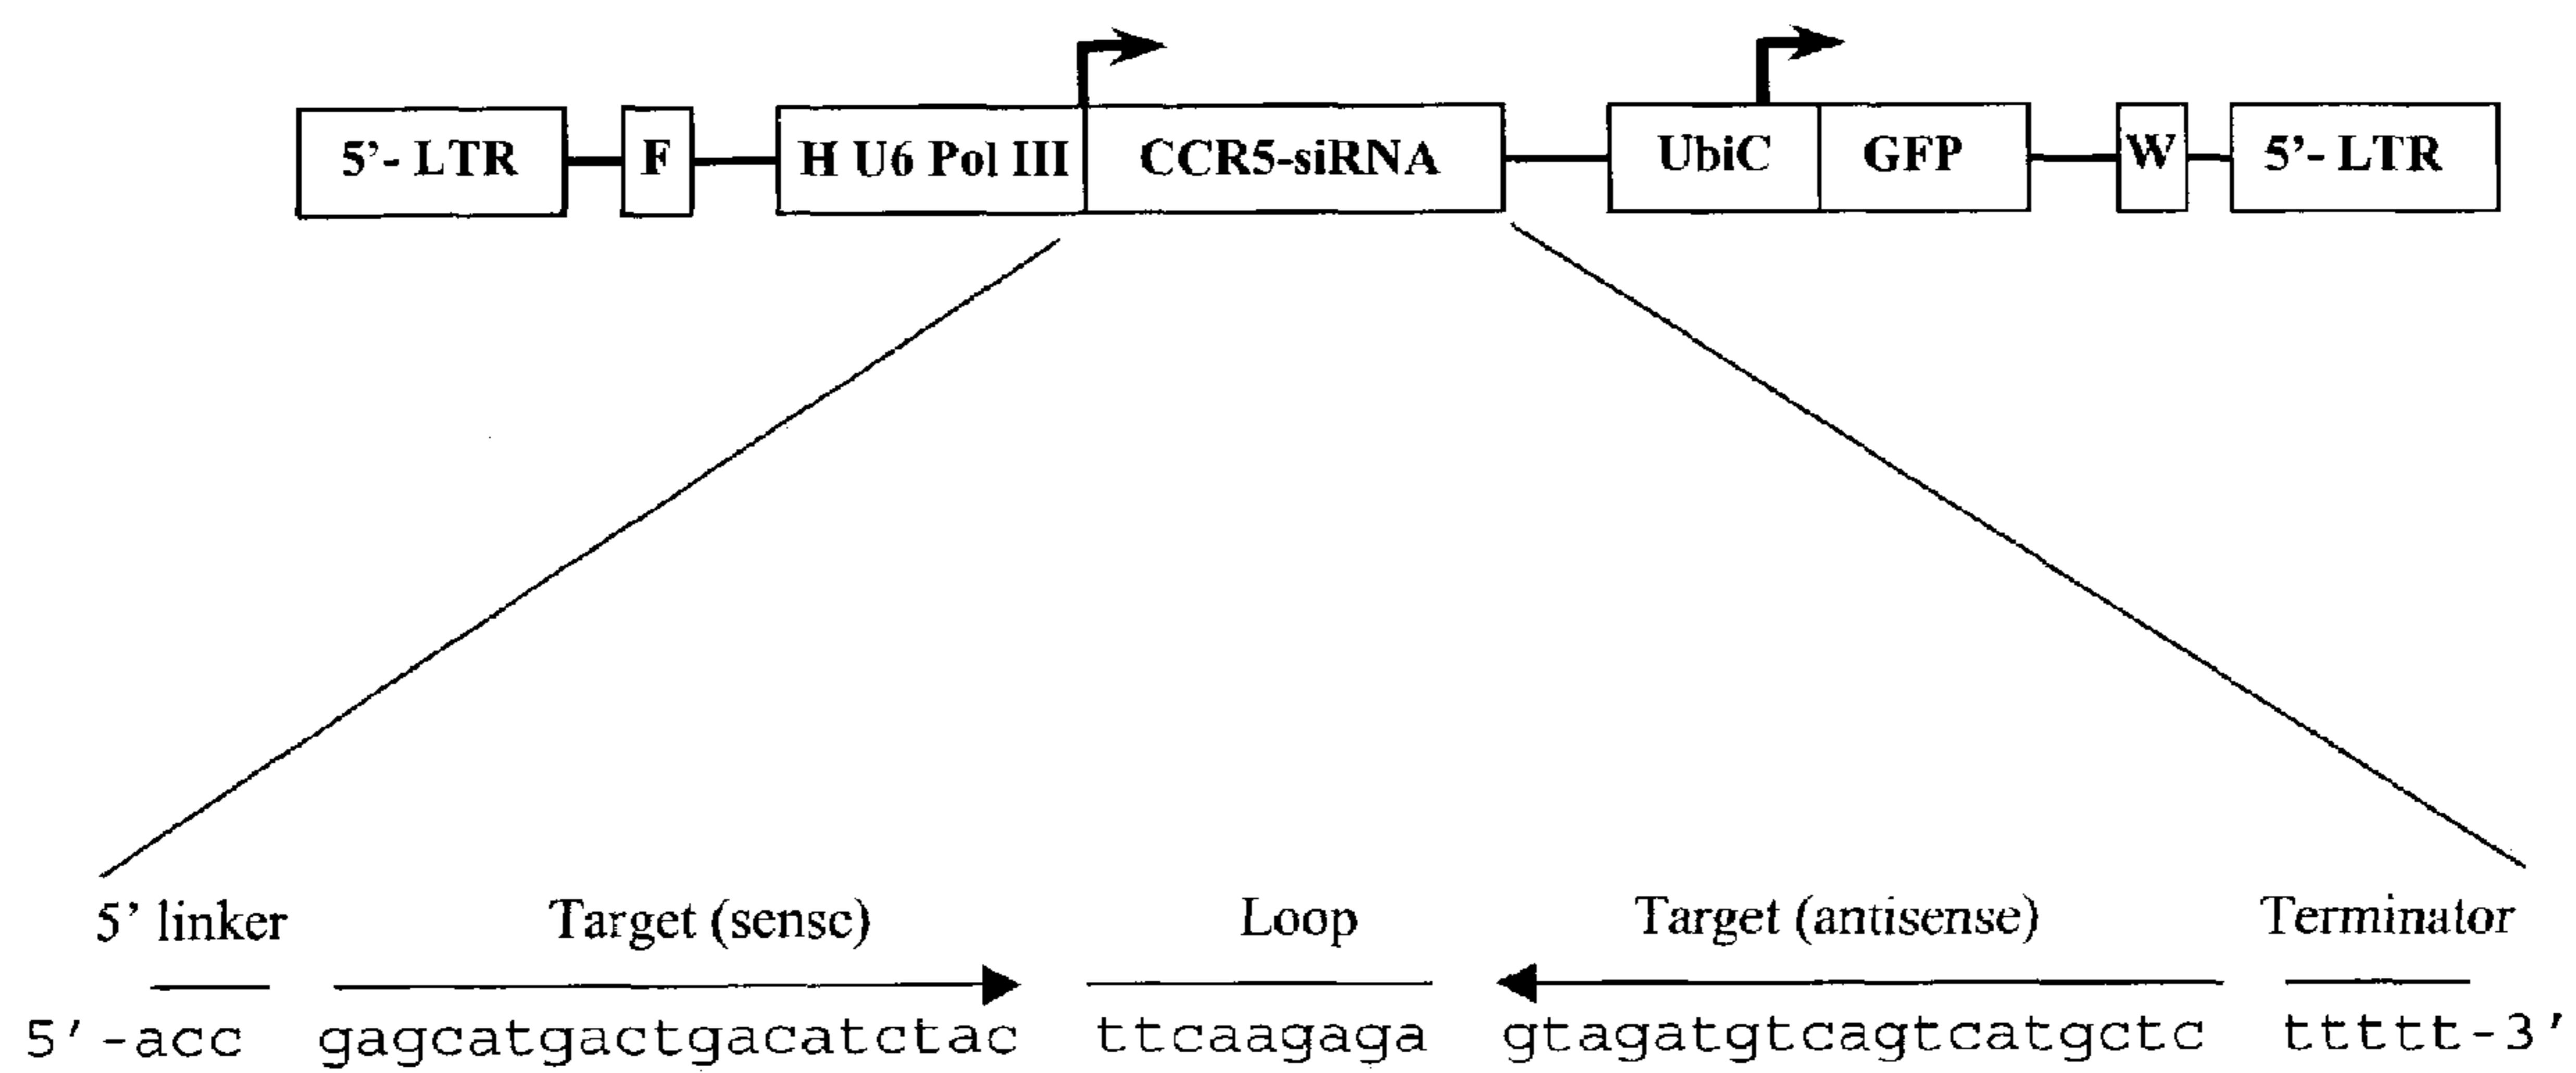 5'- LTR F H U6 Pol III CCR5-siRNA UbiC GFP W 5'- LTR
5' linker Target (sense) Loop Target (antisense) Terminator
5'-acc gagcatgactgacatctac ttcaagaga gtagatgtcagtcatgctc ttttt-3'